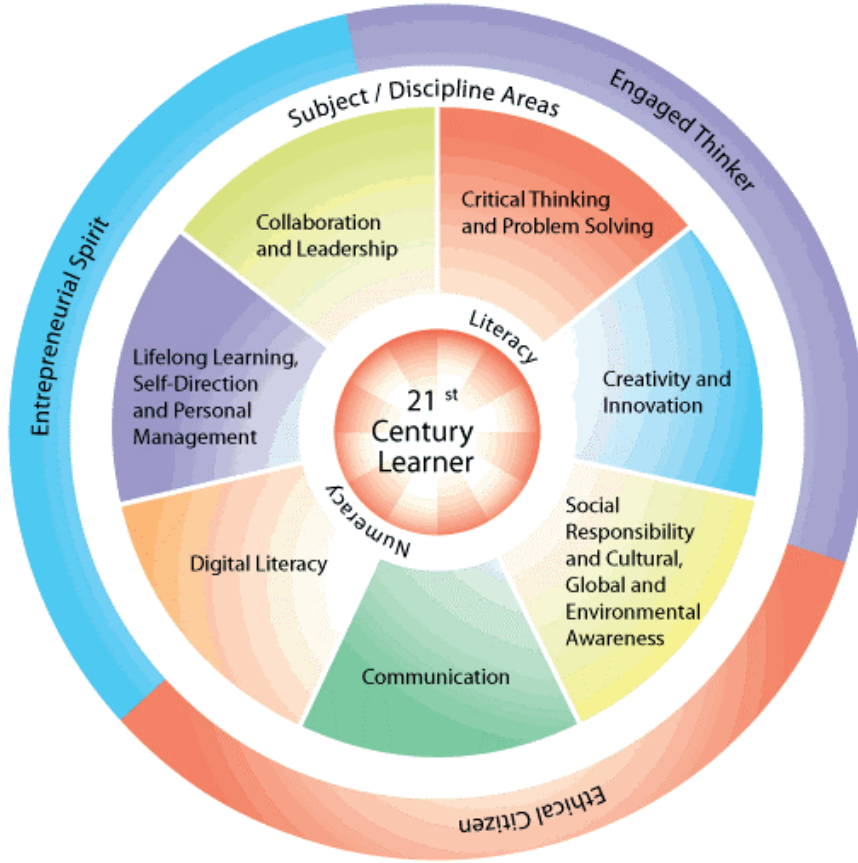 Engaged Thinker
Entrepreneurial Spirit
Ethical Citizen
Subject / Discipline Areas
Critical Thinking
and Problem Solving
Creativity and
Innovation
Social
Responsibility
and Cultural,
Global and
Environmental
Awareness
Communication
Digital Literacy
Lifelong Learning,
Self-Direction
and Personal
Management
Collaboration
and Leadership
Literacy
Numeracy
21 st
Century
Learner